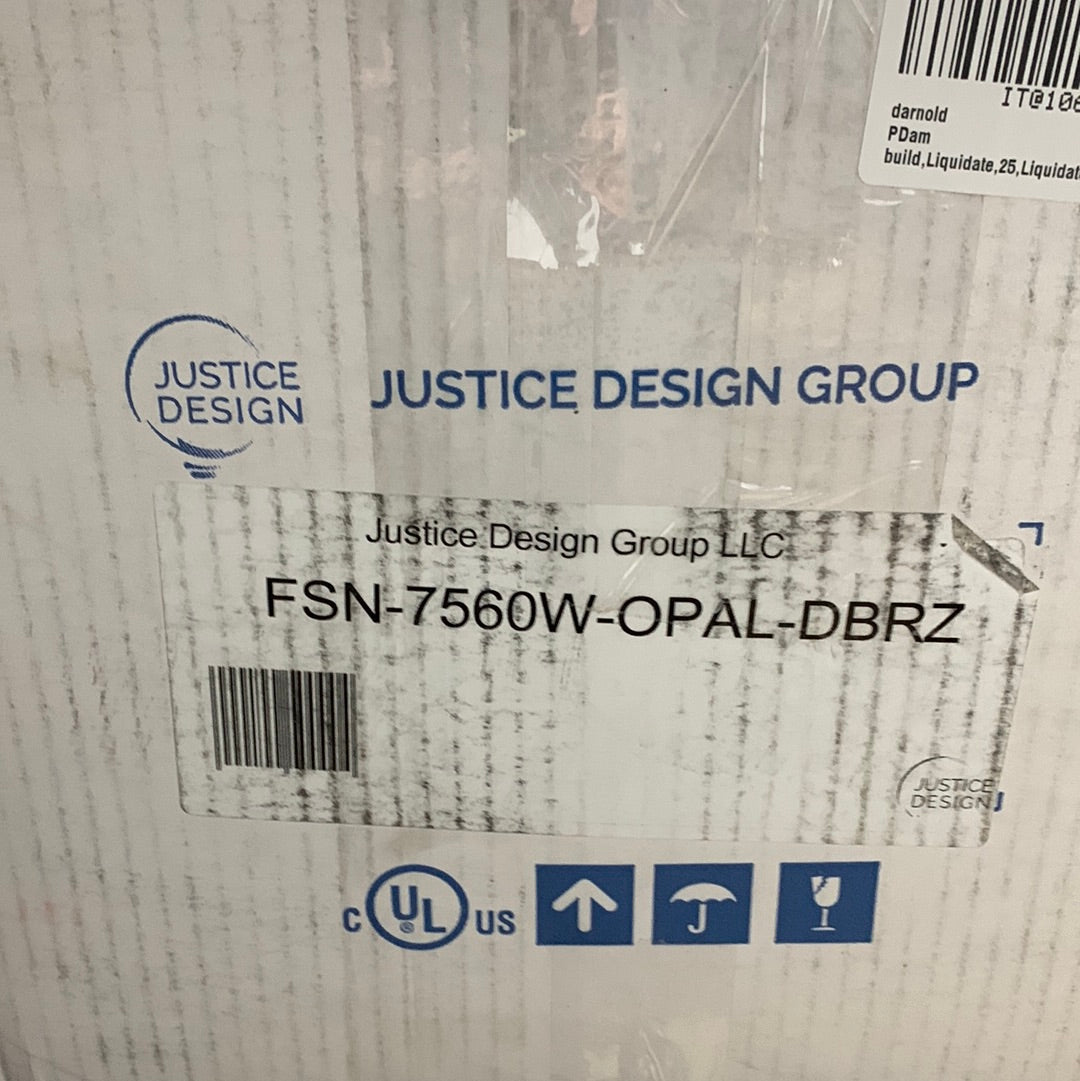 IT@106
darnold
PDam
build,Liquidate,25,Liquidat
JUSTICE
DESIGN
JUSTICE DESIGN GROUP
Justice Design Group LLC
FSN-7560W-OPAL-DBRZ
JUSTICE
DESIGN
C UL® US